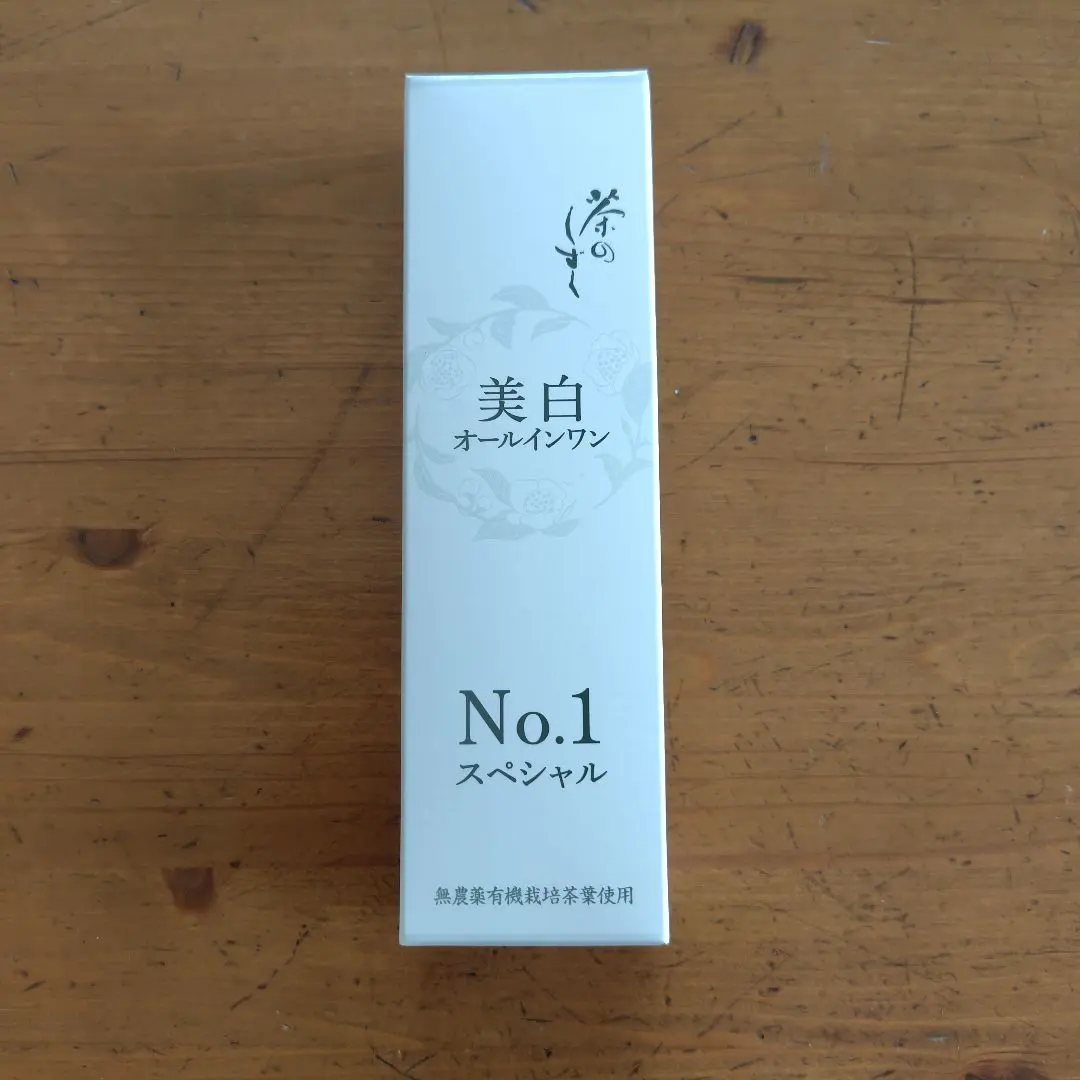 茶の
しずく
美白
オールインワン
No.1
スペシャル
無農薬有機栽培茶葉使用